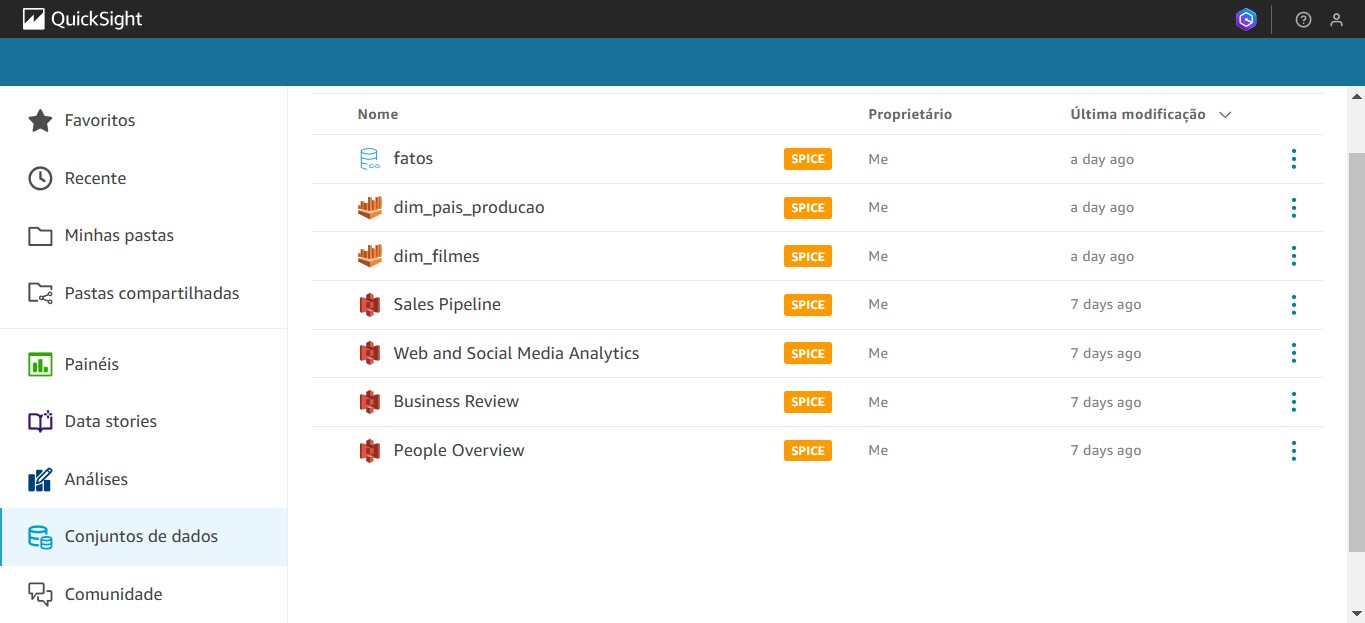 QuickSight
Favoritos
Recente
Minhas pastas
Pastas compartilhadas
Painéis
Data stories
Análises
Conjuntos de dados
Comunidade
Nome Proprietário Última modificação
fatos SPICE Me a day ago
dim_pais_producao SPICE Me a day ago
dim_filmes SPICE Me a day ago
Sales Pipeline SPICE Me 7 days ago
Web and Social Media Analytics SPICE Me 7 days ago
Business Review SPICE Me 7 days ago
People Overview SPICE Me 7 days ago